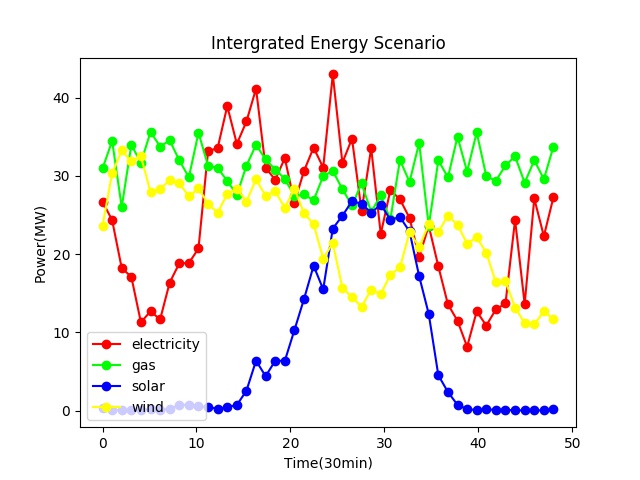 Intergrated Energy Scenario
Power(MW)
40
30
20
10
0
electricity
gas
solar
wind
0 10 20 30 40 50
Time(30min)